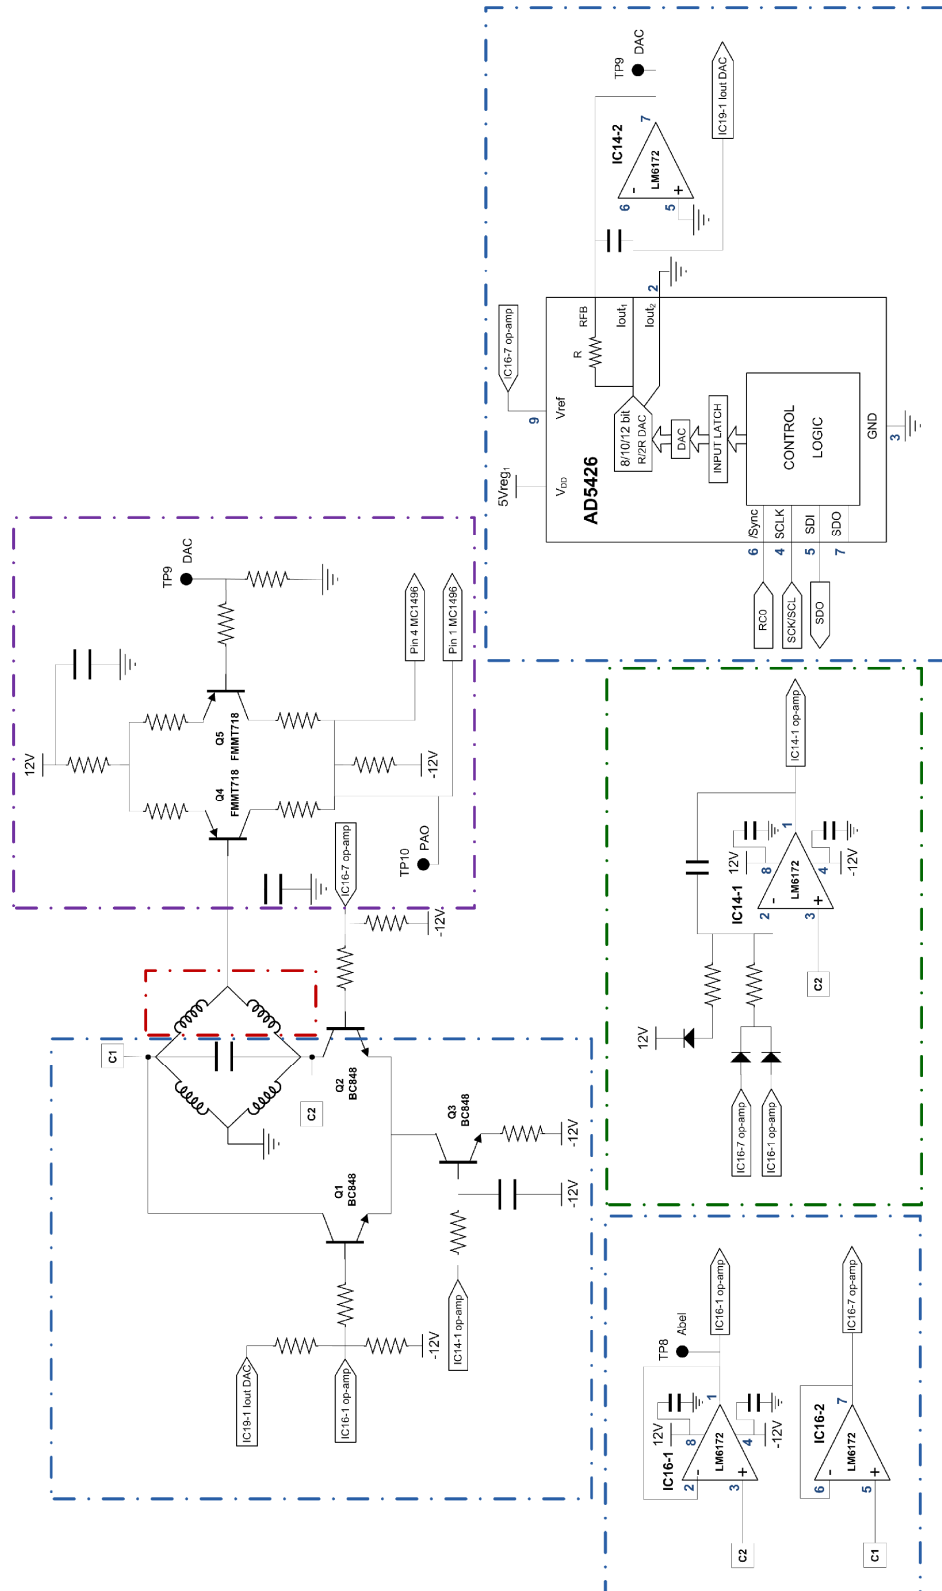 TP9
DAC
IC19-1 Iout DAC
IC14-2
LM6172
7
6
5
-
+
2
IC16-7 op-amp
RFB
Iout1
Iout2
R
9
Vref
5Vreg1
VDD
AD5426
8/10/12 bit
R/2R DAC
DAC
INPUT LATCH
CONTROL
LOGIC
GND
3
6
/Sync
4
SCLK
5
SDI
7
SDO
RC0
SCK/SCL
SDO
TP9
DAC
12V
Q5
FMMT718
Q4
FMMT718
Pin 4 MC1496
Pin 1 MC1496
-12V
TP10
PAO
IC16-7 op-amp
-12V
C1
C2
Q2
BC848
Q3
BC848
-12V
-12V
Q1
BC848
IC14-1 op-amp
-12V
IC19-1 Iout DAC
IC16-1 op-amp
IC14-1 op-amp
12V
8
1
4
-12V
IC14-1
LM6172
2
3
-
+
C2
12V
IC16-7 op-amp
IC16-1 op-amp
TP8
Abel
IC16-1 op-amp
12V
8
1
4
-12V
IC16-1
LM6172
2
3
-
+
C2
IC16-7 op-amp
IC16-2
LM6172
7
6
5
-
+
C1